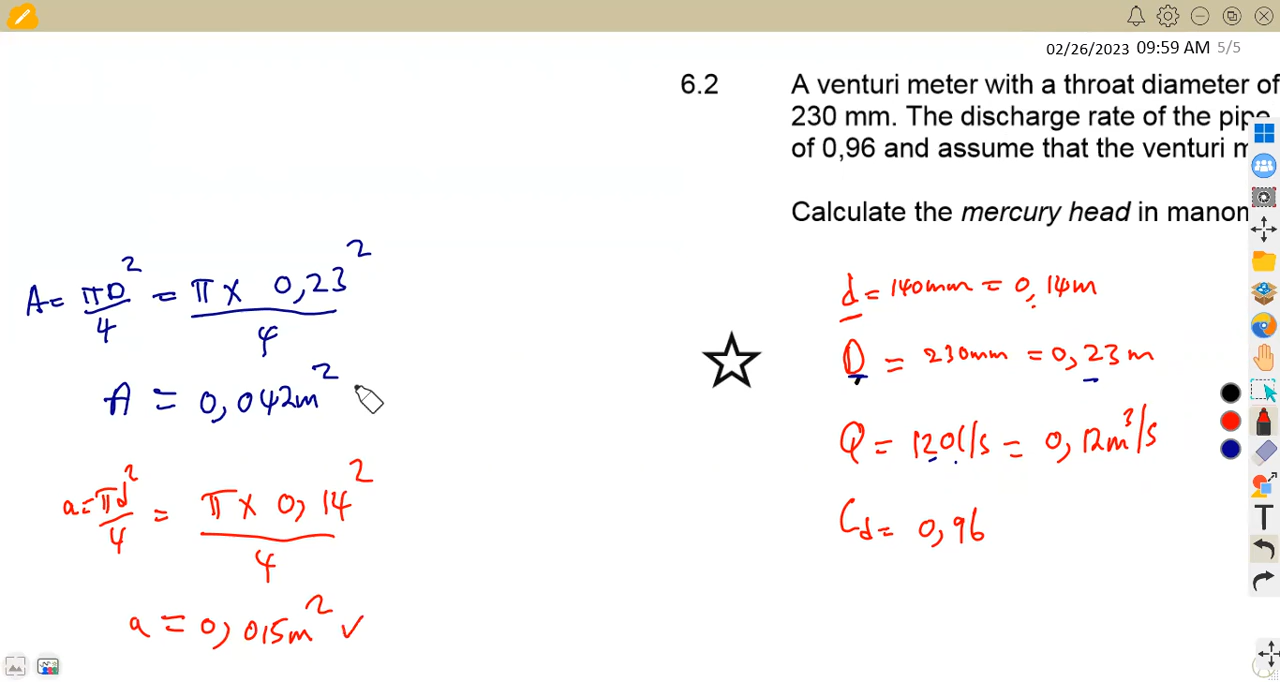 02/26/2023 09:59 AM 5/5
6.2 A venturi meter with a throat diameter of
230 mm. The discharge rate of the pipe
of 0,96 and assume that the venturi m
Calculate the mercury head in manom
A = πD²/4 = π × 0,23²/4
A = 0,042m²
a = πd²/4 = π × 0,14²/4
a = 0,015m² ✓
d = 140mm = 0,14m
D = 230mm = 0,23m
Q = 120l/s = 0,12m³/s
Cd = 0,96
T